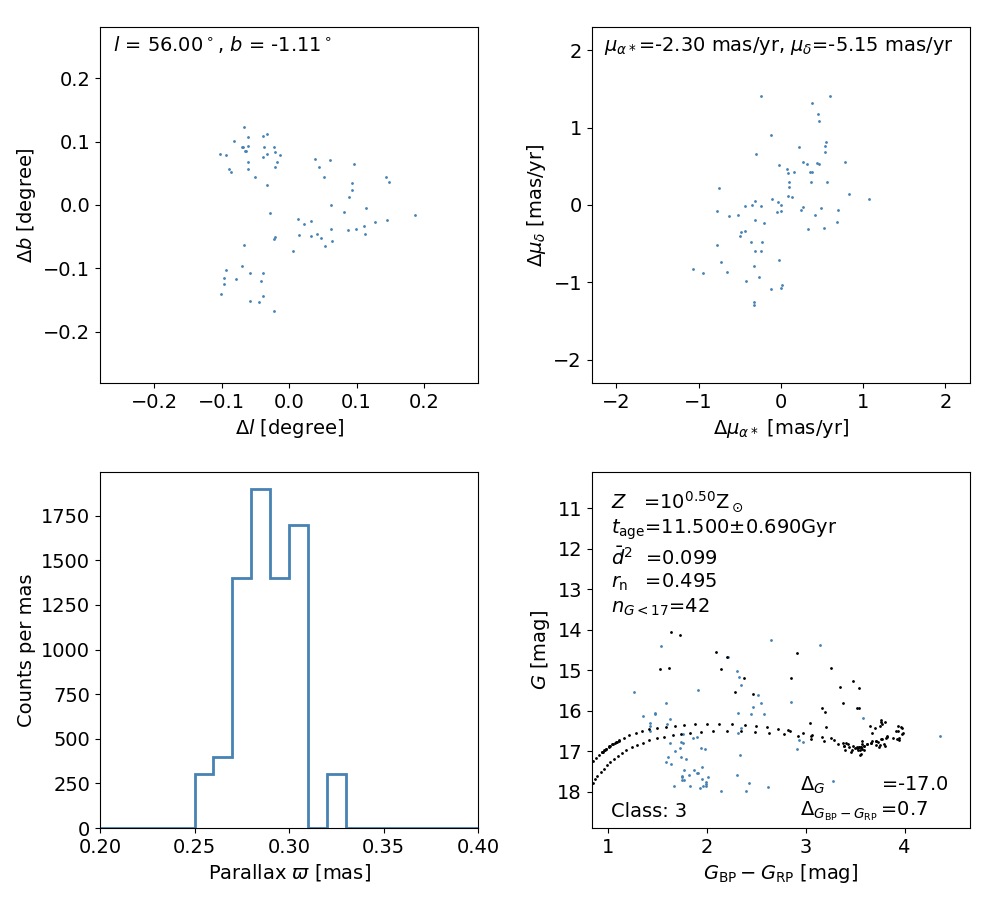 l = 56.00°, b = -1.11°
0.2
0.1
0.0
−0.1
−0.2
Δb [degree]
−0.2 −0.1 0.0 0.1 0.2
Δl [degree]
μα*=-2.30 mas/yr, μδ=-5.15 mas/yr
2
1
0
−1
−2
Δμδ [mas/yr]
−2 −1 0 1 2
Δμα* [mas/yr]
1750
1500
1250
1000
750
500
250
0
Counts per mas
0.20 0.25 0.30 0.35 0.40
Parallax ϖ [mas]
Z =10^0.50 Z⊙
t_age=11.500±0.690Gyr
d̄² =0.099
r_n =0.495
n_G<17=42
11
12
13
14
15
16
17
18
G [mag]
Δ_G =-17.0
Class: 3
Δ_GBP−GRP =0.7
1 2 3 4
G_BP − G_RP [mag]